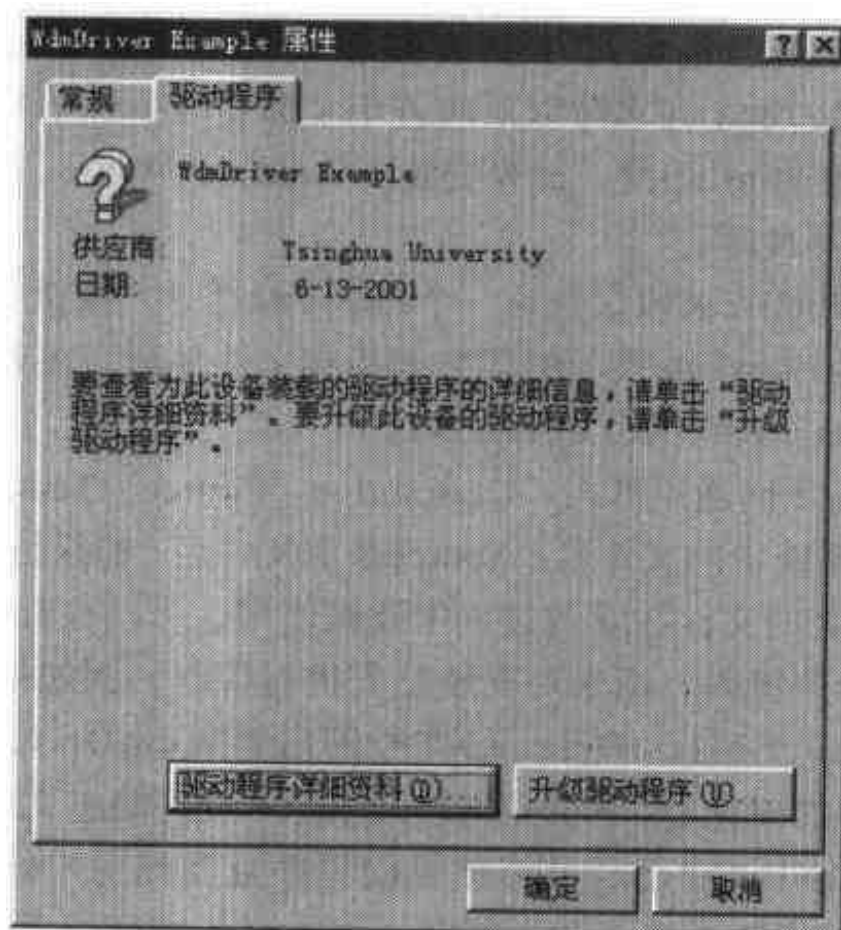 WdmDriver Example 属性
常规 驱动程序
WdmDriver Example
供应商: Tsinghua University
日期: 6-13-2001
要查看为此设备装载的驱动程序的详细信息，请单击“驱动
程序详细资料”。要升级此设备的驱动程序，请单击“升级
驱动程序”。
驱动程序详细资料(D)... 升级驱动程序(U)...
确定 取消